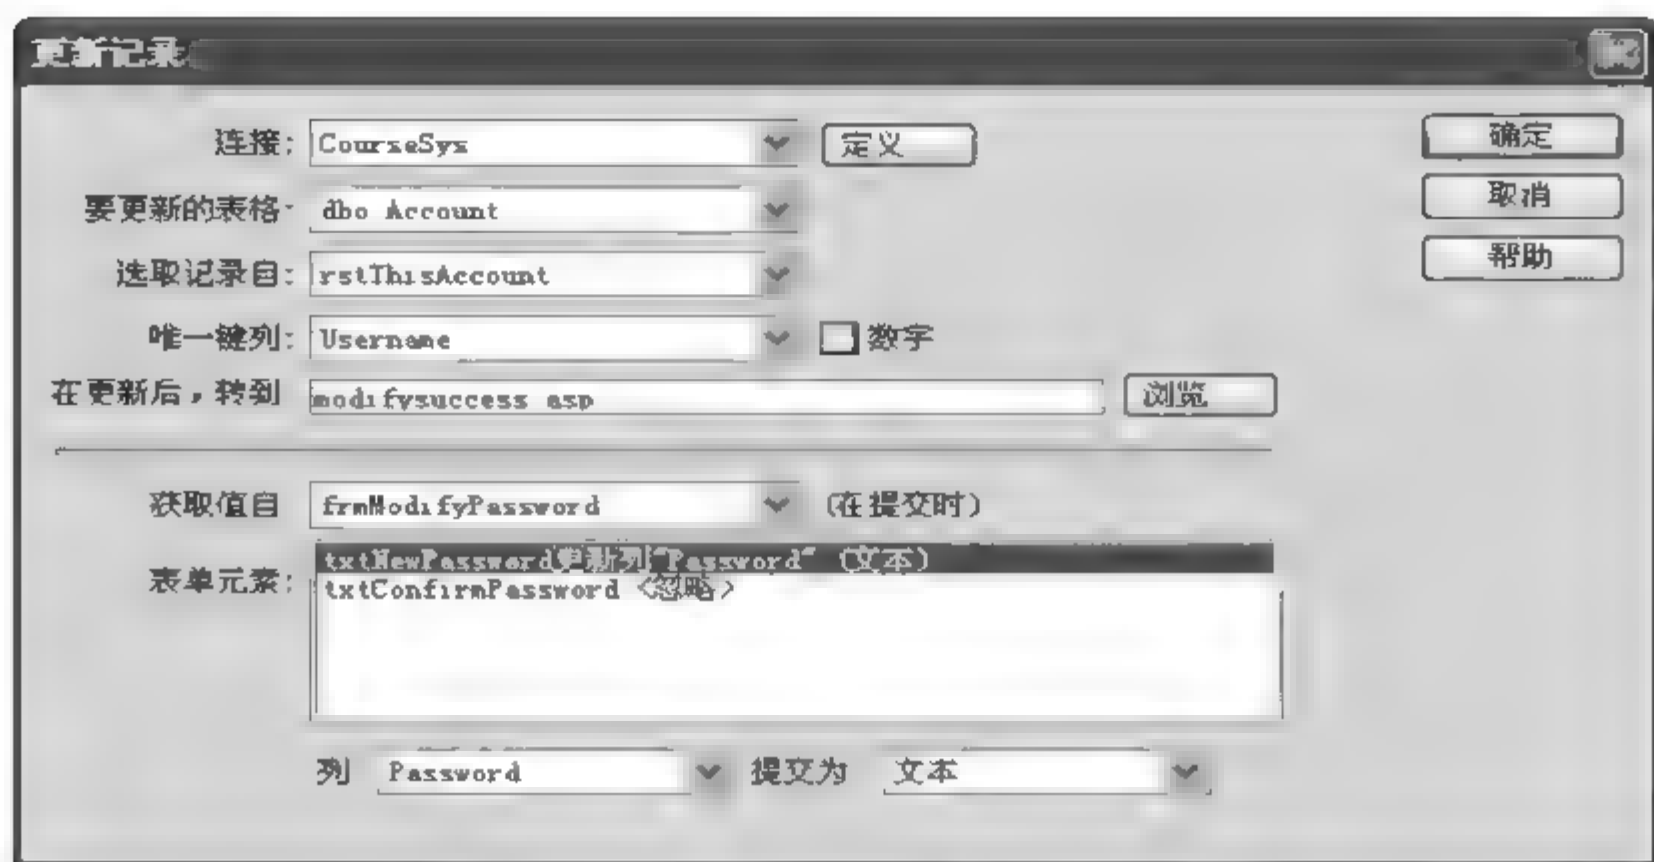 更新记录
连接: CourseSys 定义 确定
要更新的表格: dbo Account 取消
选取记录自: rstThisAccount 帮助
唯一键列: Username 数字
在更新后，转到 modifysuccess asp 浏览
获取值自 frmModifyPassword (在提交时)
表单元素: txtNewPassword更新列"Password" (文本)
txtConfirmPassword <忽略>
列 Password 提交为 文本